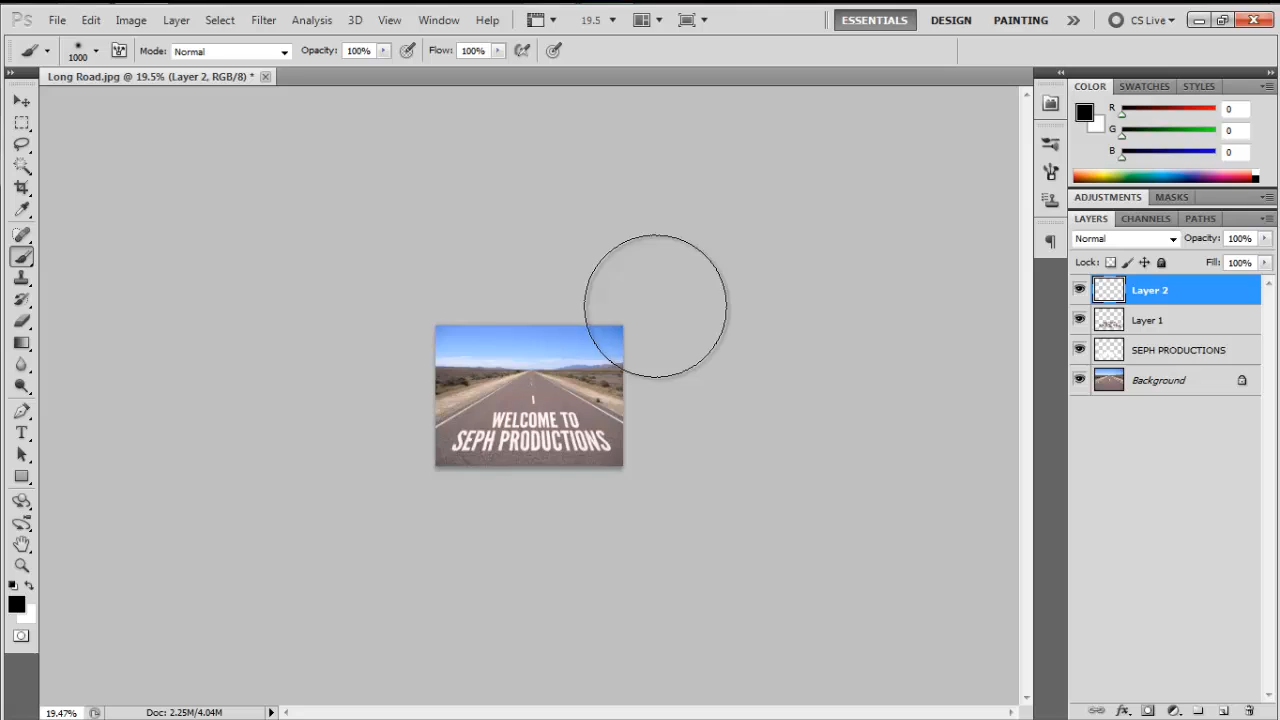 Ps File Edit Image Layer Select Filter Analysis 3D View Window Help 19.5 ESSENTIALS DESIGN PAINTING CS Live
1000 Mode: Normal Opacity: 100% Flow: 100%
Long Road.jpg @ 19.5% (Layer 2, RGB/8) *
COLOR SWATCHES STYLES
R 0
G 0
B 0
ADJUSTMENTS MASKS
LAYERS CHANNELS PATHS
Normal Opacity: 100%
Lock: Fill: 100%
Layer 2
Layer 1
SEPH PRODUCTIONS
Background
WELCOME TO
SEPH PRODUCTIONS
T
19.47% Doc: 2.25M/4.04M
fx